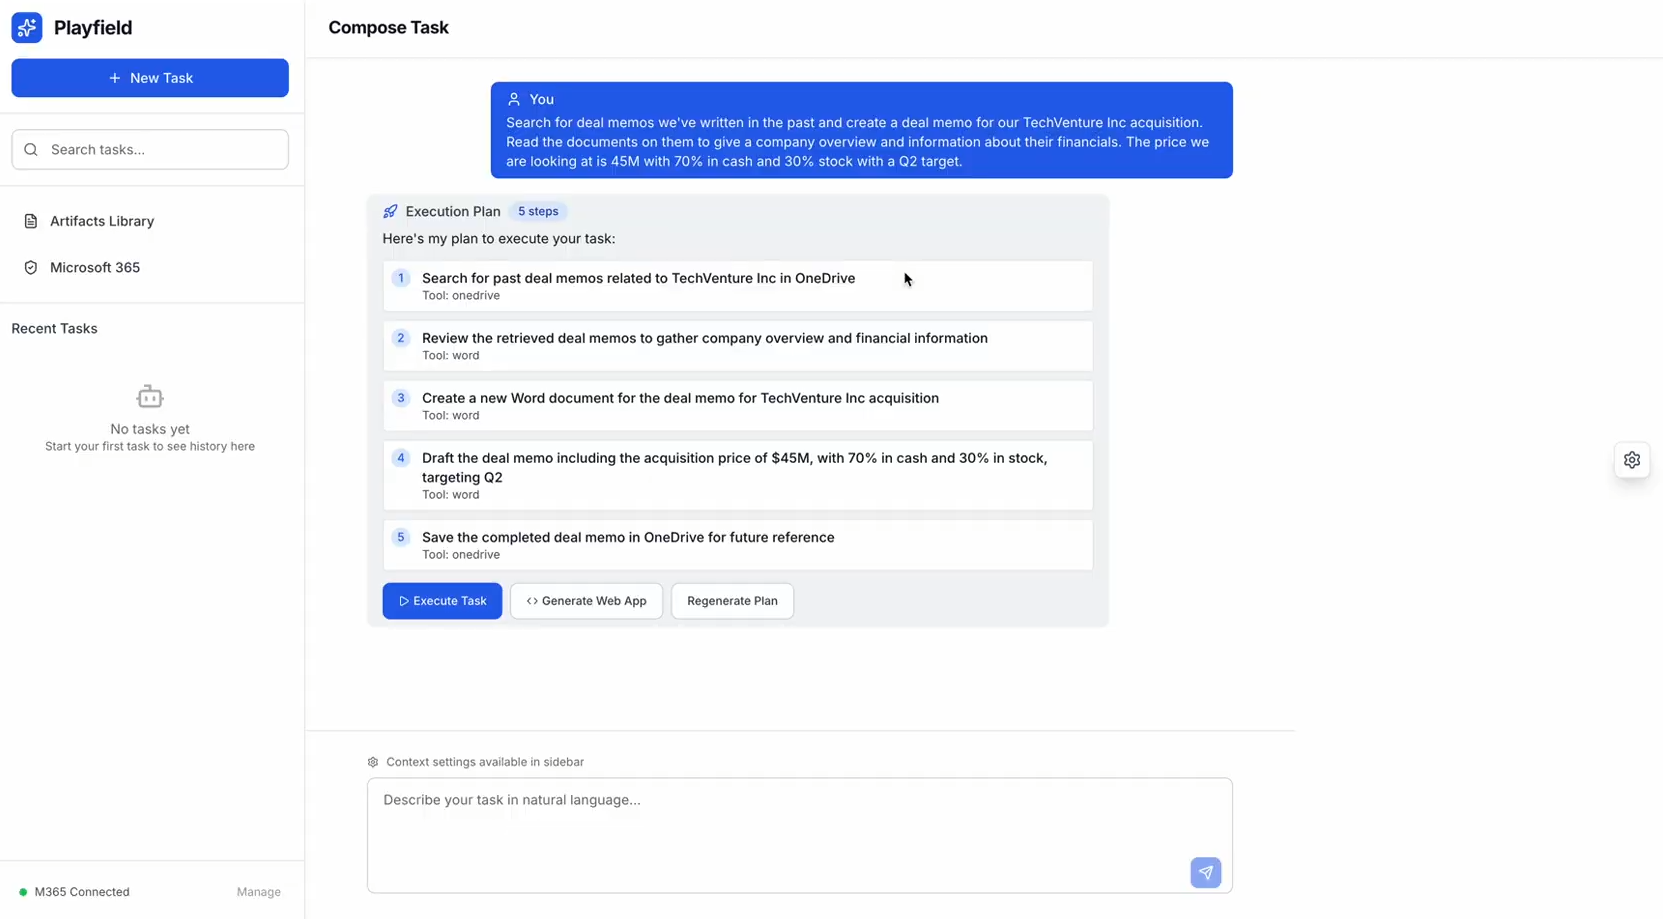 Playfield
New Task
Search tasks...
Artifacts Library
Microsoft 365
Recent Tasks
No tasks yet
Start your first task to see history here
M365 Connected
Manage
Compose Task
You
Search for deal memos we've written in the past and create a deal memo for our TechVenture Inc acquisition.
Read the documents on them to give a company overview and information about their financials. The price we
are looking at is 45M with 70% in cash and 30% stock with a Q2 target.
Execution Plan 5 steps
Here's my plan to execute your task:
1 Search for past deal memos related to TechVenture Inc in OneDrive
Tool: onedrive
2 Review the retrieved deal memos to gather company overview and financial information
Tool: word
3 Create a new Word document for the deal memo for TechVenture Inc acquisition
Tool: word
4 Draft the deal memo including the acquisition price of $45M, with 70% in cash and 30% in stock,
targeting Q2
Tool: word
5 Save the completed deal memo in OneDrive for future reference
Tool: onedrive
Execute Task Generate Web App Regenerate Plan
Context settings available in sidebar
Describe your task in natural language...